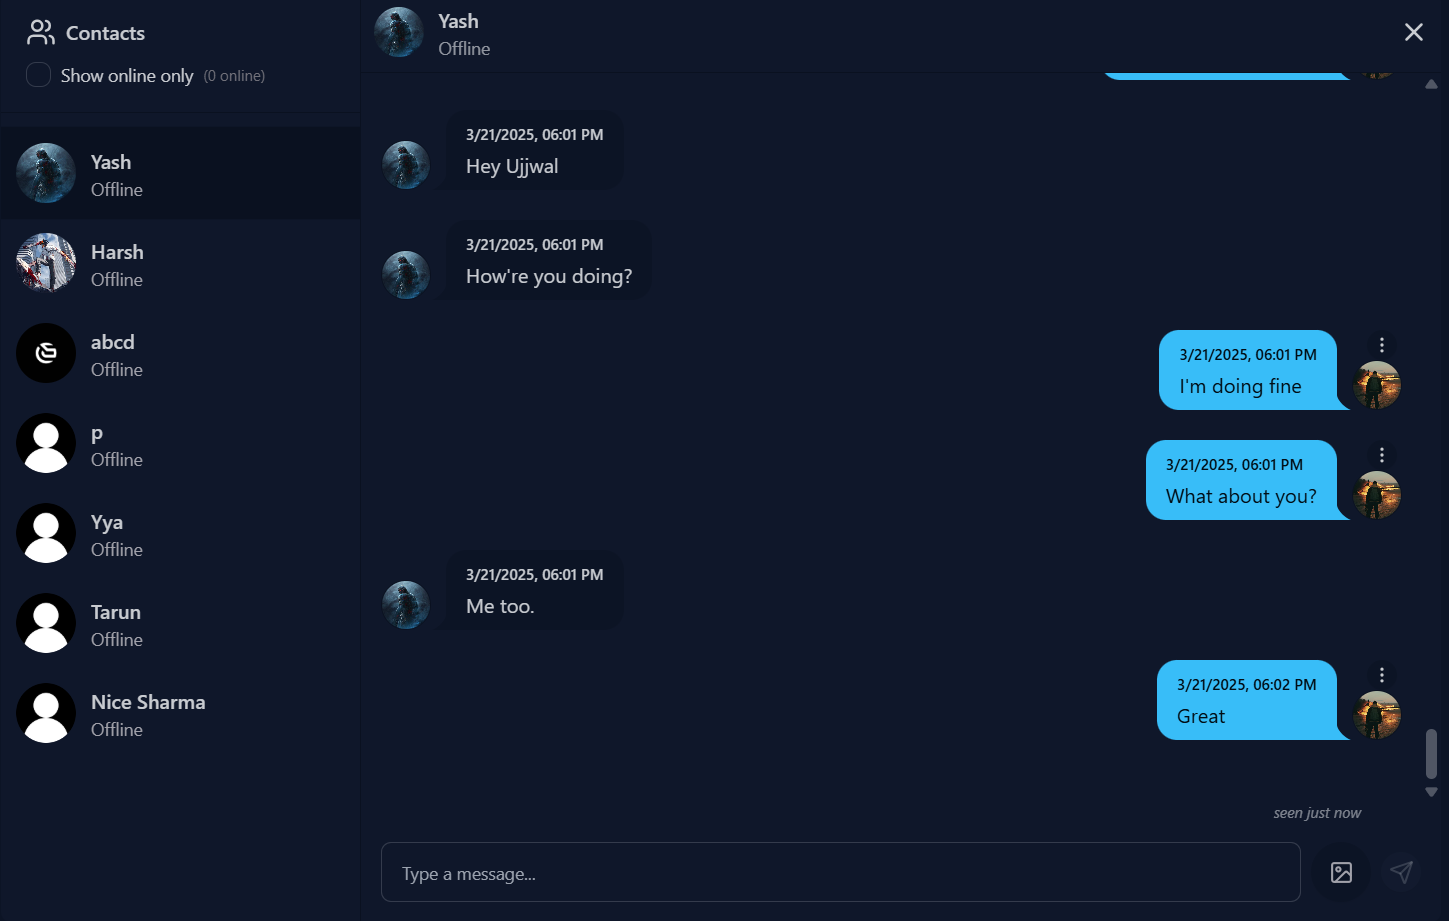 Contacts
Show online only (0 online)
Yash
Offline
Harsh
Offline
abcd
Offline
p
Offline
Yya
Offline
Tarun
Offline
Nice Sharma
Offline
Yash
Offline
3/21/2025, 06:01 PM
Hey Ujjwal
3/21/2025, 06:01 PM
How're you doing?
3/21/2025, 06:01 PM
I'm doing fine
3/21/2025, 06:01 PM
What about you?
3/21/2025, 06:01 PM
Me too.
3/21/2025, 06:02 PM
Great
seen just now
Type a message...